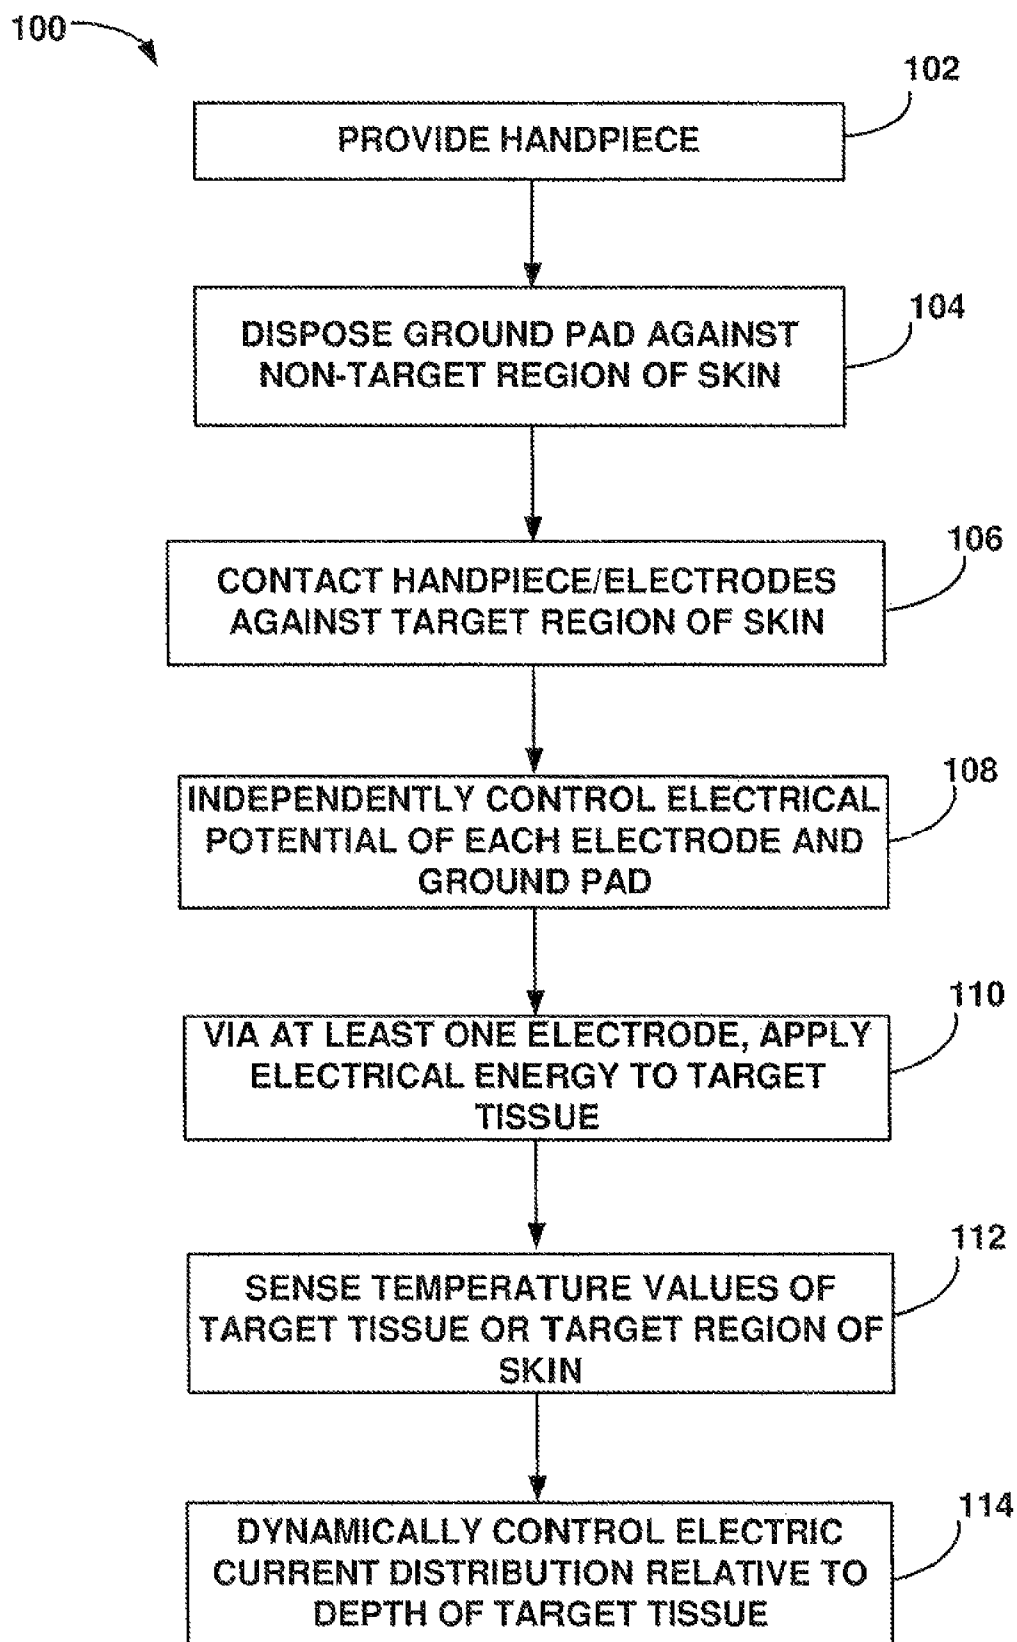 100
102
PROVIDE HANDPIECE
104
DISPOSE GROUND PAD AGAINST
NON-TARGET REGION OF SKIN
106
CONTACT HANDPIECE/ELECTRODES
AGAINST TARGET REGION OF SKIN
108
INDEPENDENTLY CONTROL ELECTRICAL
POTENTIAL OF EACH ELECTRODE AND
GROUND PAD
110
VIA AT LEAST ONE ELECTRODE, APPLY
ELECTRICAL ENERGY TO TARGET
TISSUE
112
SENSE TEMPERATURE VALUES OF
TARGET TISSUE OR TARGET REGION OF
SKIN
114
DYNAMICALLY CONTROL ELECTRIC
CURRENT DISTRIBUTION RELATIVE TO
DEPTH OF TARGET TISSUE